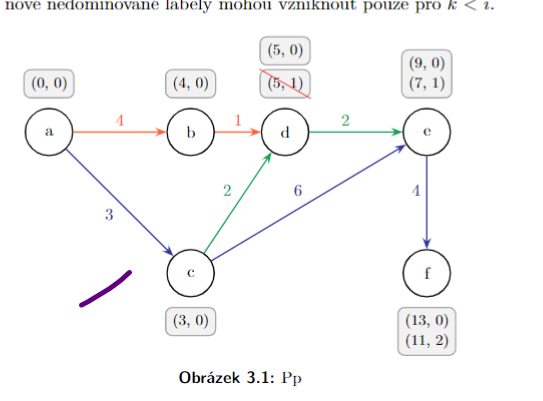 nové nedominované labely mohou vzniknout pouze pro k < i.
(5, 0)
(9, 0)
(0, 0) (4, 0) (5, 1) (7, 1)
4 1 2
a b d e
2 6 4
3
c f
(3, 0) (13, 0)
(11, 2)
Obrázek 3.1: Pp